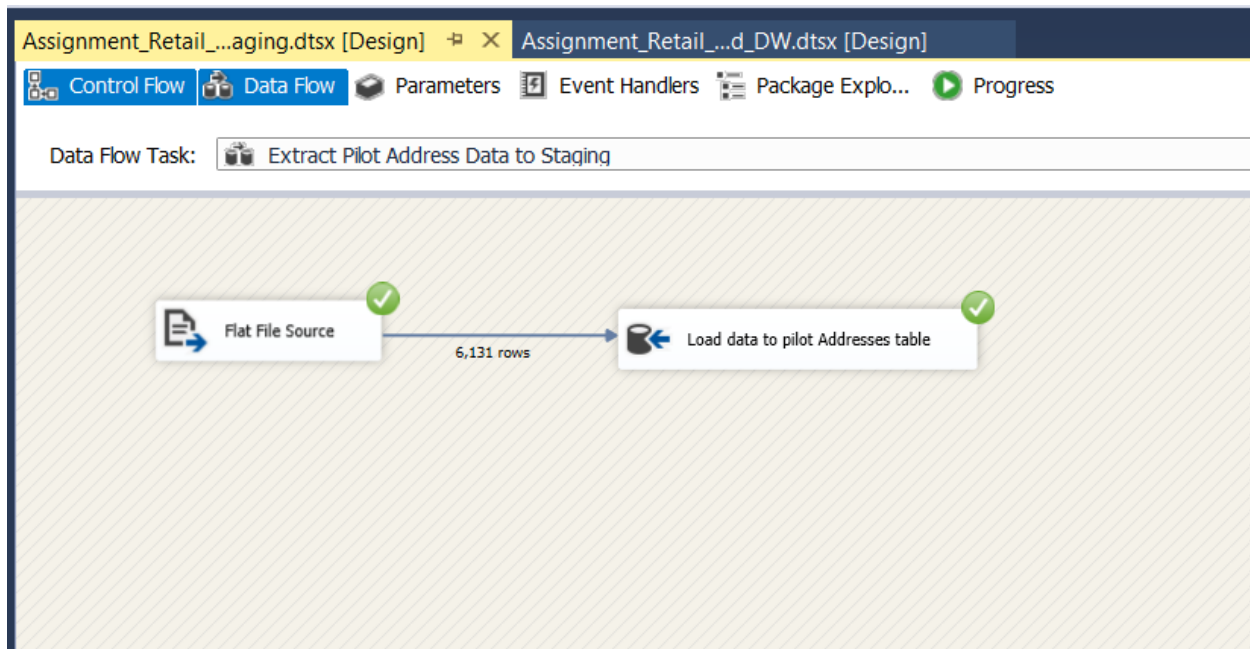 Assignment_Retail_...aging.dtsx [Design] Assignment_Retail_...d_DW.dtsx [Design]
Control Flow Data Flow Parameters Event Handlers Package Explo... Progress
Data Flow Task: Extract Pilot Address Data to Staging
Flat File Source
6,131 rows
Load data to pilot Addresses table